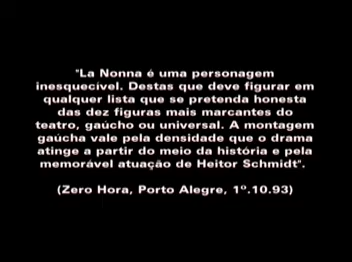 "La Nonna é uma personagem
inesquecível. Destas que deve figurar em
qualquer lista que se pretenda honesta
das dez figuras mais marcantes do
teatro, gaúcho ou universal. A montagem
gaúcha vale pela densidade que o drama
atinge a partir do meio da história e pela
memorável atuação de Heitor Schmidt".
(Zero Hora, Porto Alegre, 1º.10.93)